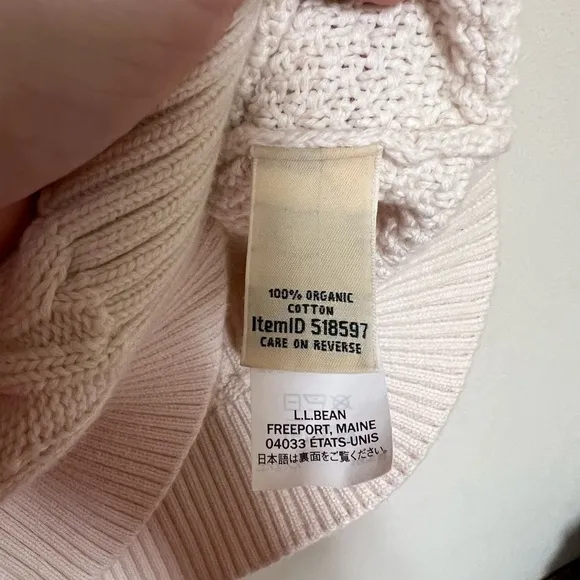 100% ORGANIC
COTTON
ItemID 518597
CARE ON REVERSE
L.L.BEAN
FREEPORT, MAINE
04033 ÉTATS-UNIS
日本語は裏面をご覧ください。